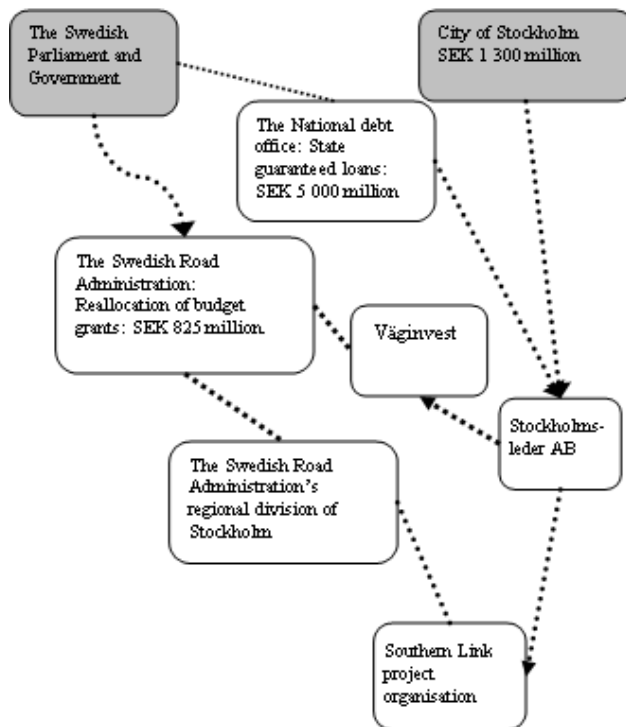 The Swedish
Parliament and
Government
City of Stockholm
SEK 1 300 million
The National debt
office: State
guaranteed loans:
SEK 5 000 million
The Swedish Road
Administration:
Reallocation of budget
grants: SEK 825 million.
Väginvest
Stockholms-
leder AB
The Swedish Road
Administration's
regional division of
Stockholm
Southern Link
project
organisation